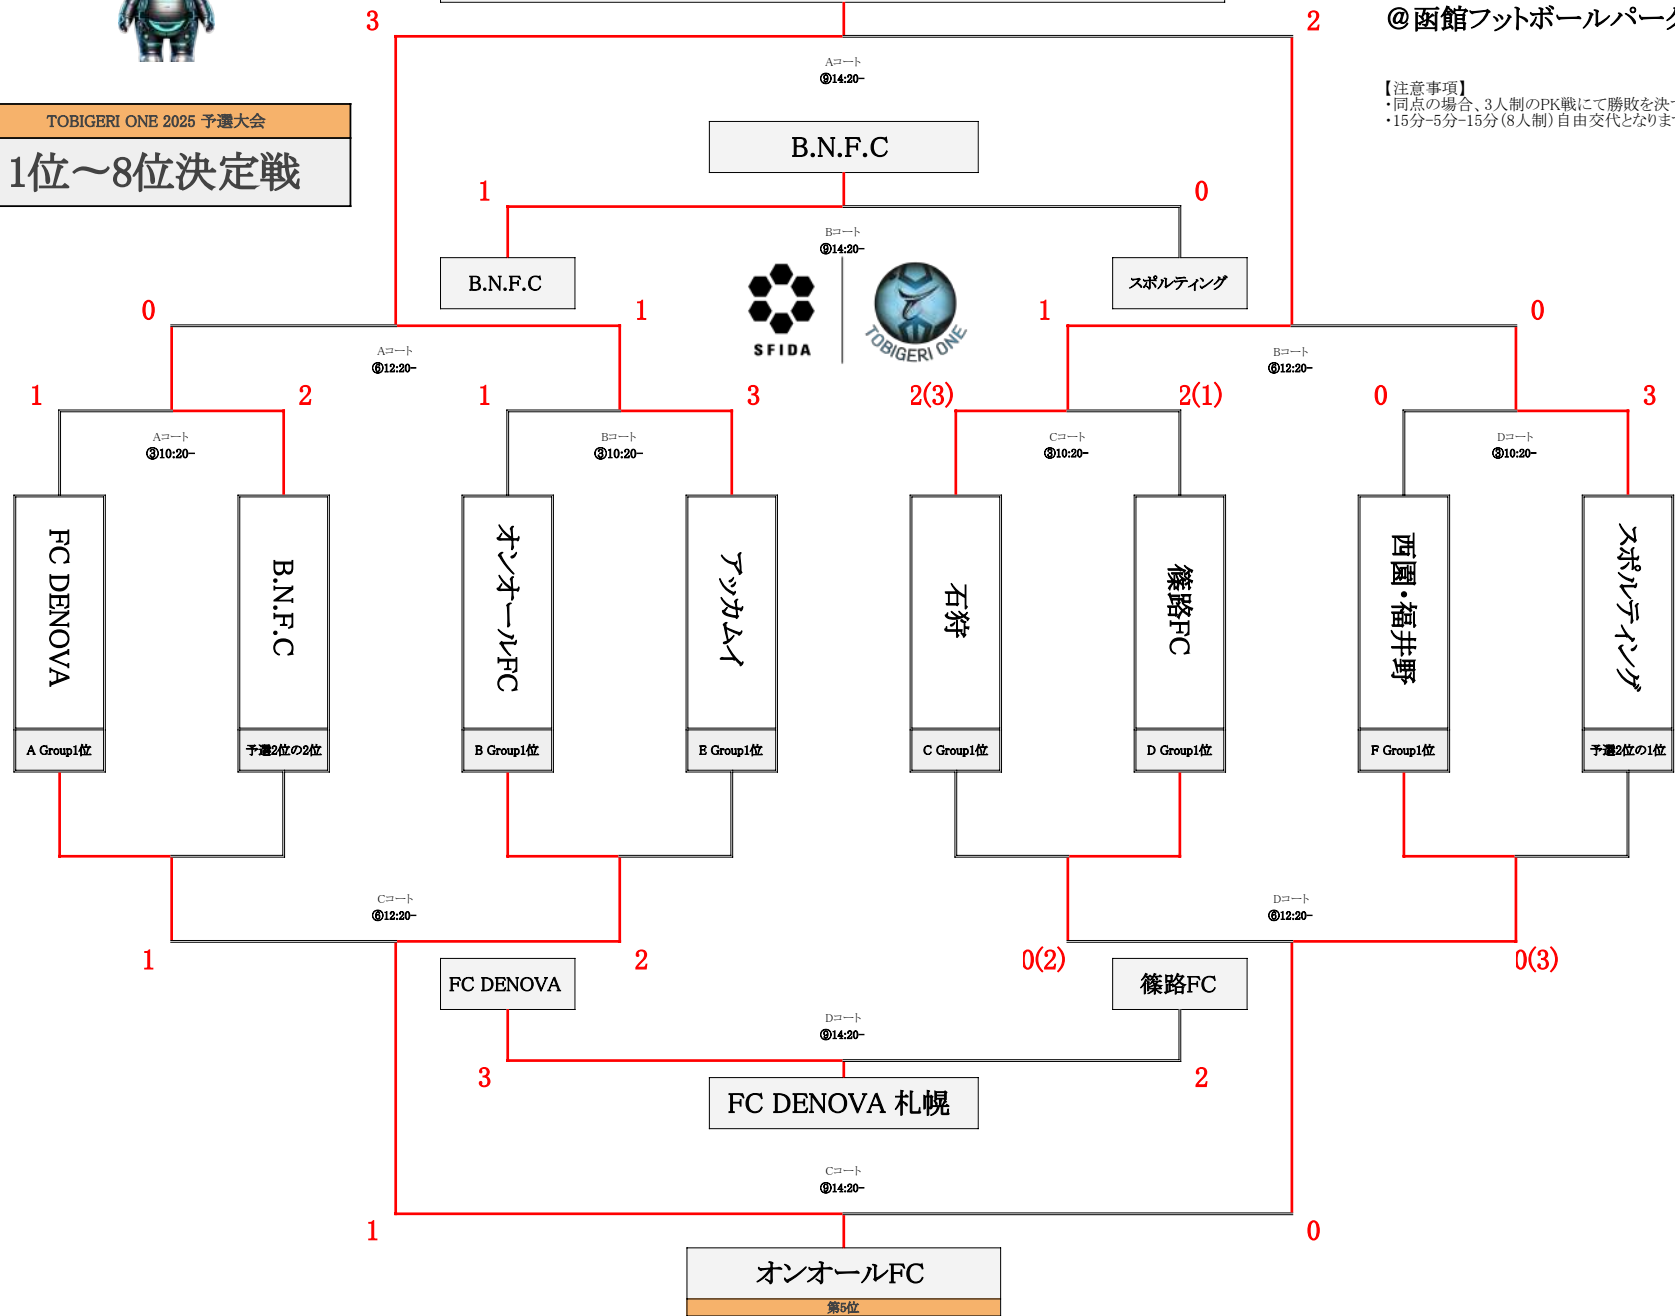 3
2
@函館フットボールパーク
Aコート
⑨14:20-
【注意事項】
・同点の場合、3人制のPK戦にて勝敗を決
・15分-5分-15分(8人制)自由交代となりま
TOBIGERI ONE 2025 予選大会
1位～8位決定戦
B.N.F.C
1
0
Bコート
⑨14:20-
B.N.F.C
スポルティング
SFIDA
TOBIGERI ONE
0
1
1
0
Aコート
⑥12:20-
Bコート
⑥12:20-
1
2
1
3
2(3)
2(1)
0
3
Aコート
③10:20-
Bコート
③10:20-
Cコート
③10:20-
Dコート
③10:20-
FC DENOVA
B.N.F.C
オンオールFC
アッカムイ
石狩
篠路FC
西園・福井野
スポルティング
A Group1位
予選2位の2位
B Group1位
E Group1位
C Group1位
D Group1位
F Group1位
予選2位の1位
Cコート
⑥12:20-
Dコート
⑥12:20-
1
2
0(2)
0(3)
FC DENOVA
篠路FC
Dコート
⑨14:20-
3
2
FC DENOVA 札幌
Cコート
⑨14:20-
1
0
オンオールFC
第5位